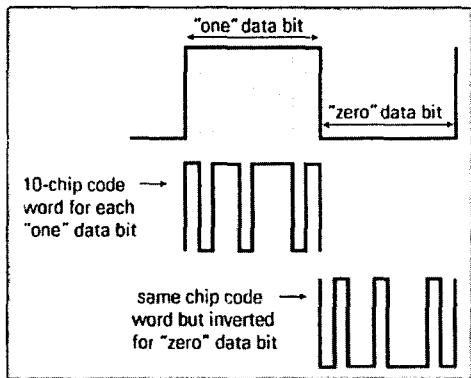 "one" data bit
"zero" data bit
10-chip code
word for each
"one" data bit
same chip code
word but inverted
for "zero" data bit